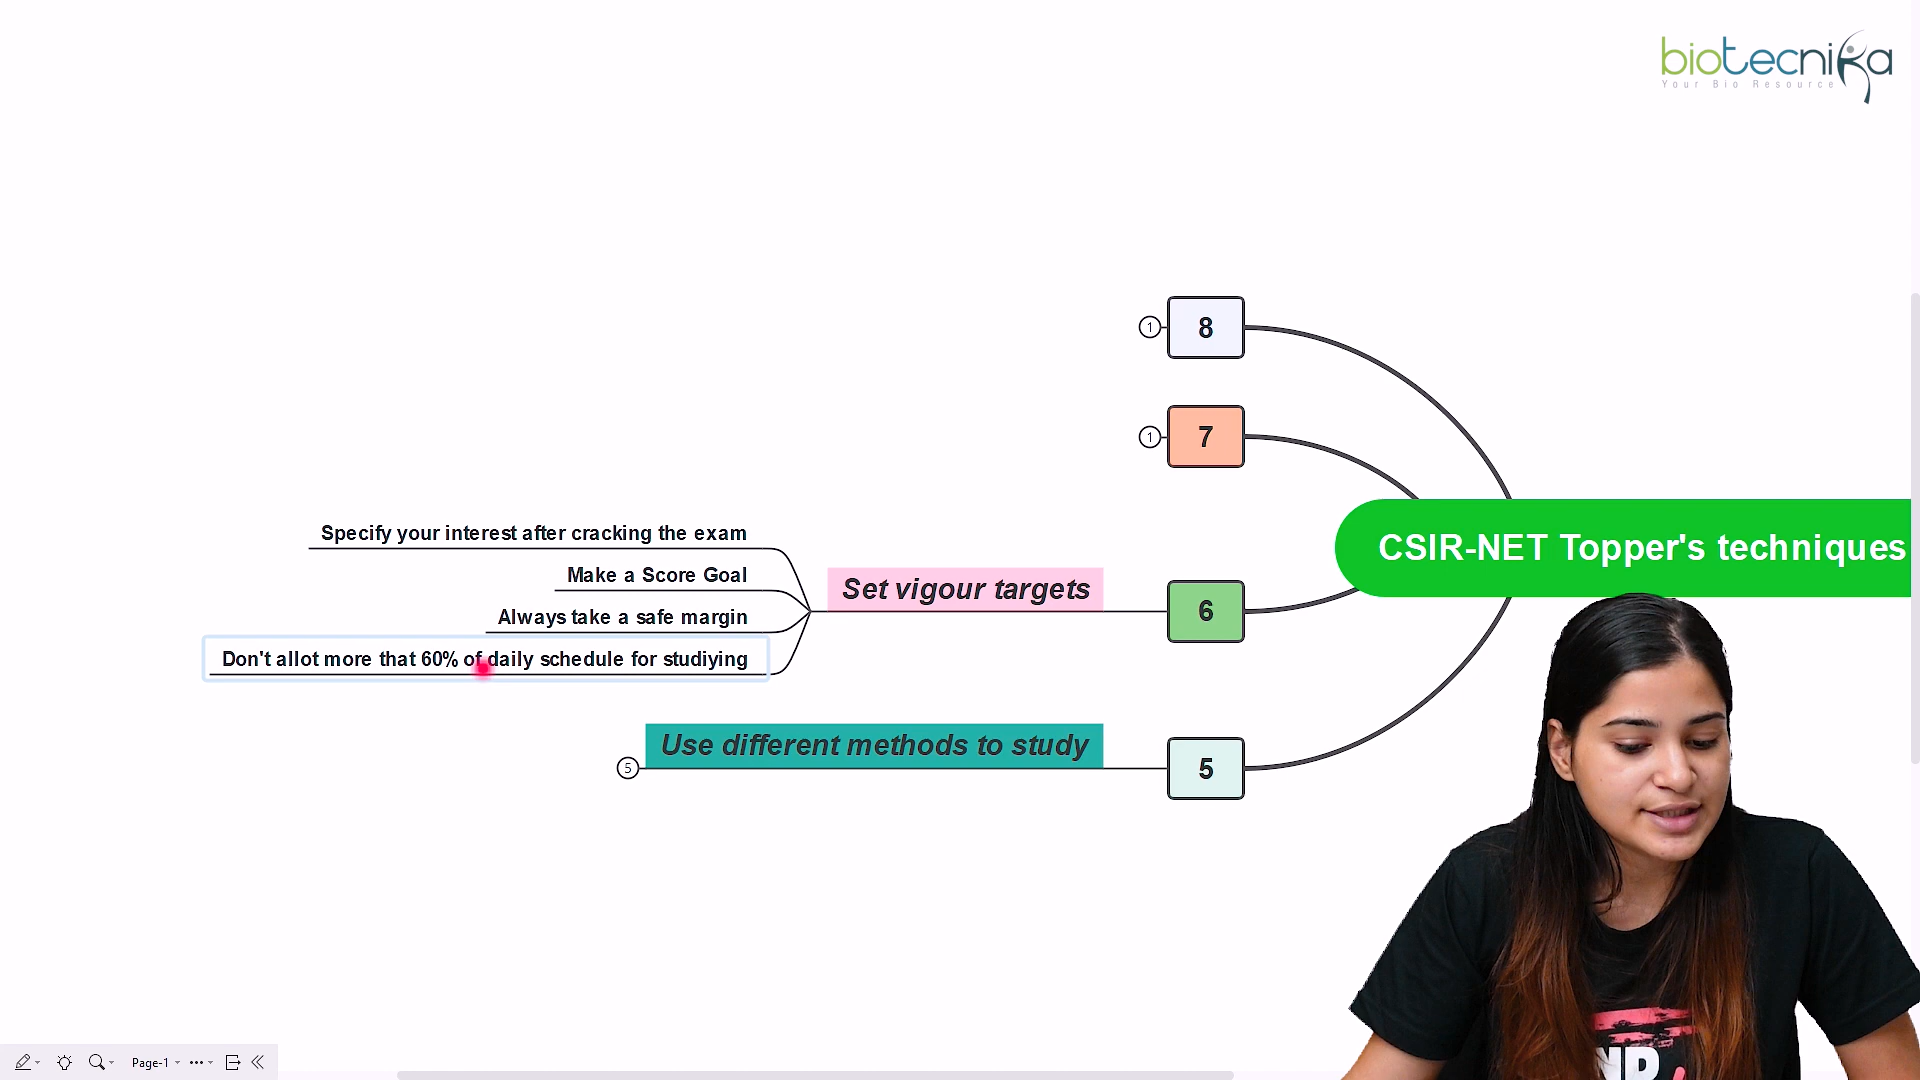 biotecnika
Your Bio Resource
1
8
1
7
CSIR-NET Topper's techniques
Specify your interest after cracking the exam
Make a Score Goal
Always take a safe margin
Don't allot more that 60% of daily schedule for studiying
Set vigour targets
6
Use different methods to study
5
5
Page-1